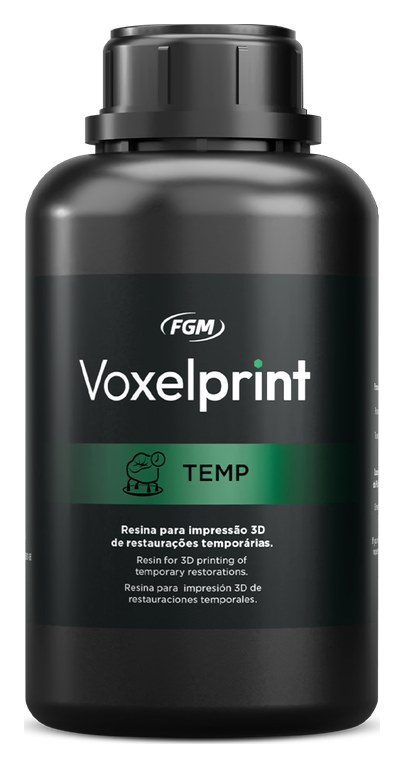 FGM
Voxelprint
TEMP
Resina para impressão 3D
de restaurações temporárias.
Resin for 3D printing of
temporary restorations.
Resina para impresión 3D de
restauraciones temporales.